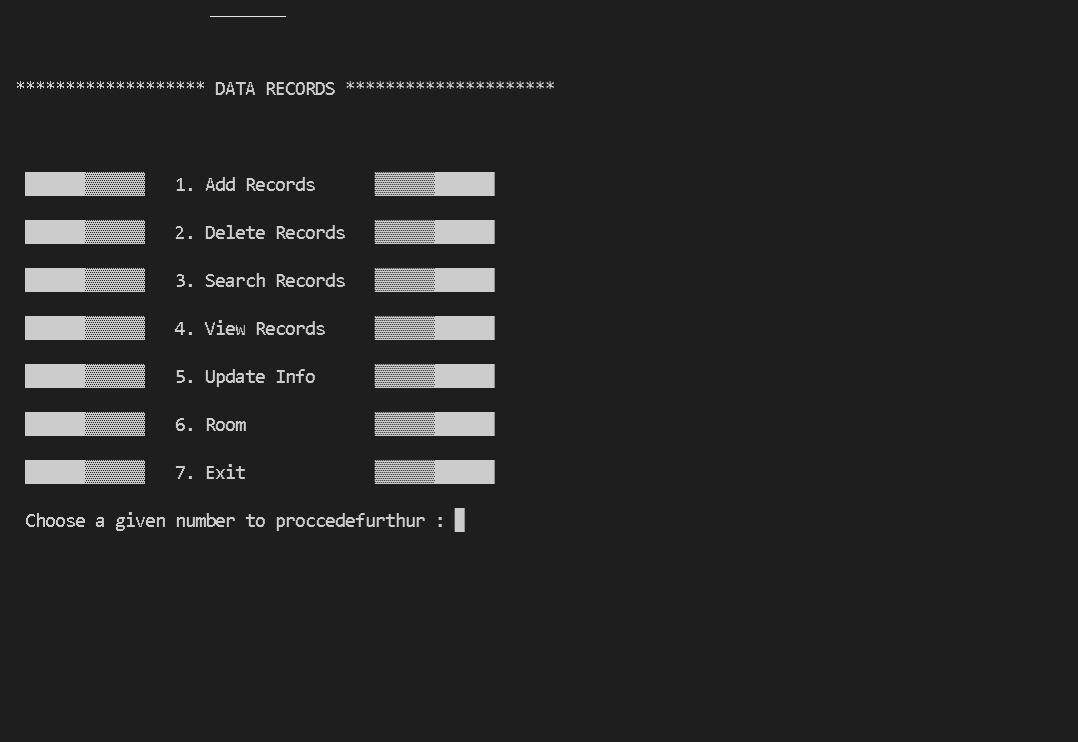 ******************* DATA RECORDS *********************
1. Add Records
2. Delete Records
3. Search Records
4. View Records
5. Update Info
6. Room
7. Exit
Choose a given number to proccedefurthur :